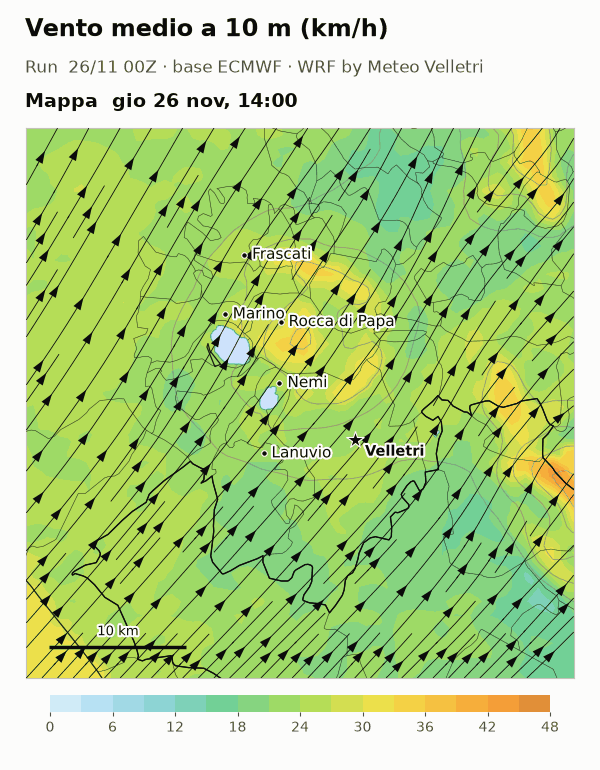 Vento medio a 10 m (km/h)
Run  26/11 00Z · base ECMWF · WRF by Meteo Velletri
Mappa  gio 26 nov, 14:00
Frascati
Marino
Rocca di Papa
Nemi
Velletri
Lanuvio
10 km
0 6 12 18 24 30 36 42 48